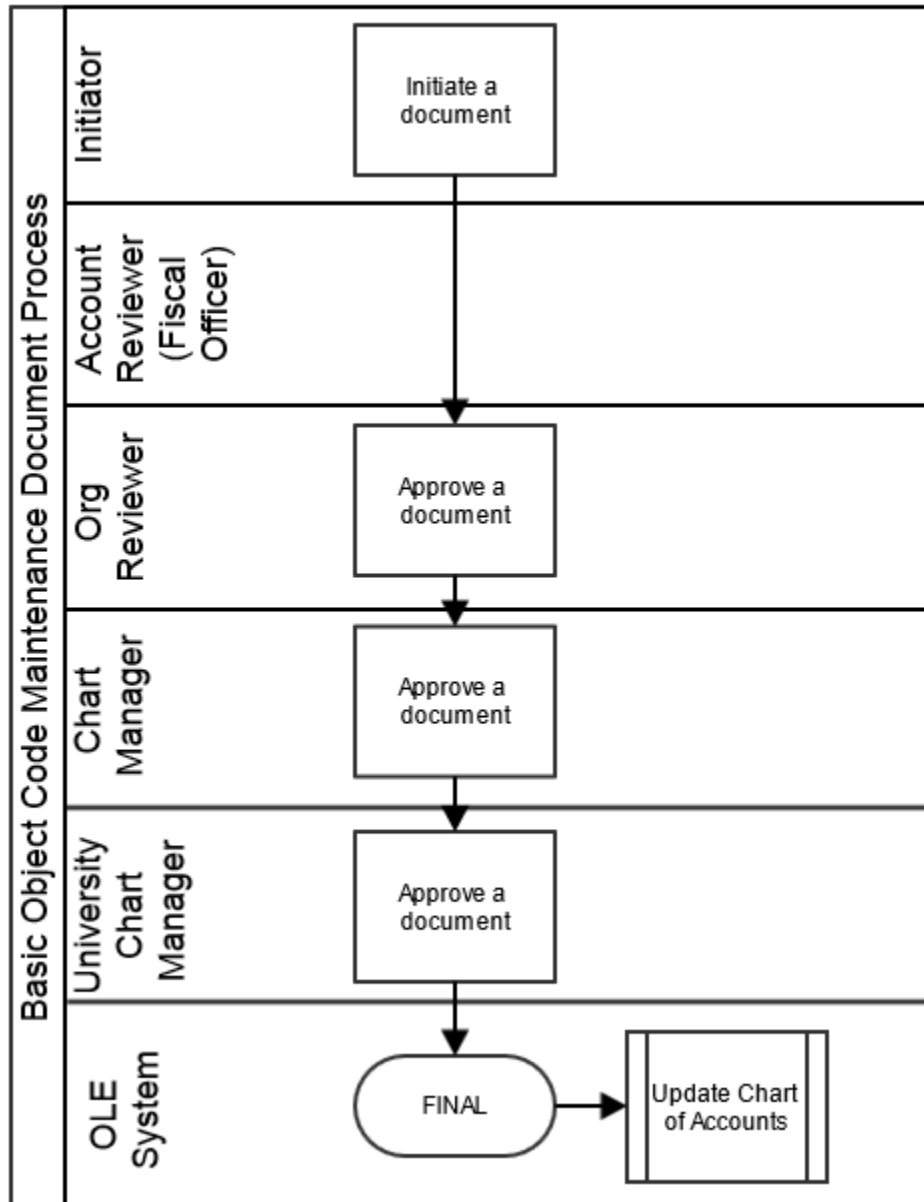 Basic Object Code Maintenance Document Process
Initiator
Initiate a
document
Account
Reviewer
(Fiscal
Officer)
Org
Reviewer
Approve a
document
Chart
Manager
Approve a
document
University
Chart
Manager
Approve a
document
OLE
System
FINAL
Update Chart
of Accounts